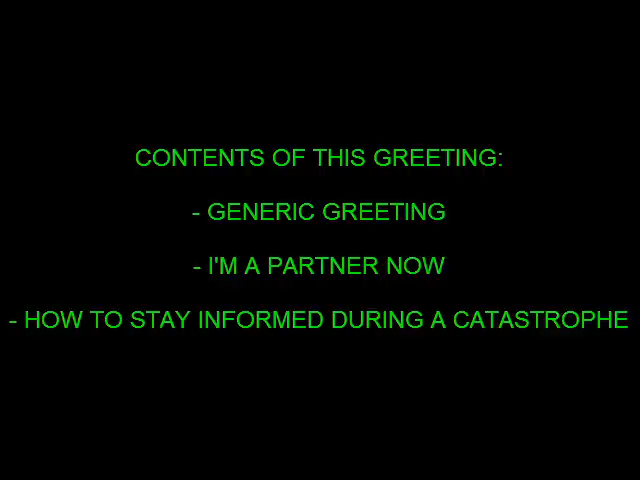 CONTENTS OF THIS GREETING:
- GENERIC GREETING
- I'M A PARTNER NOW
- HOW TO STAY INFORMED DURING A CATASTROPHE